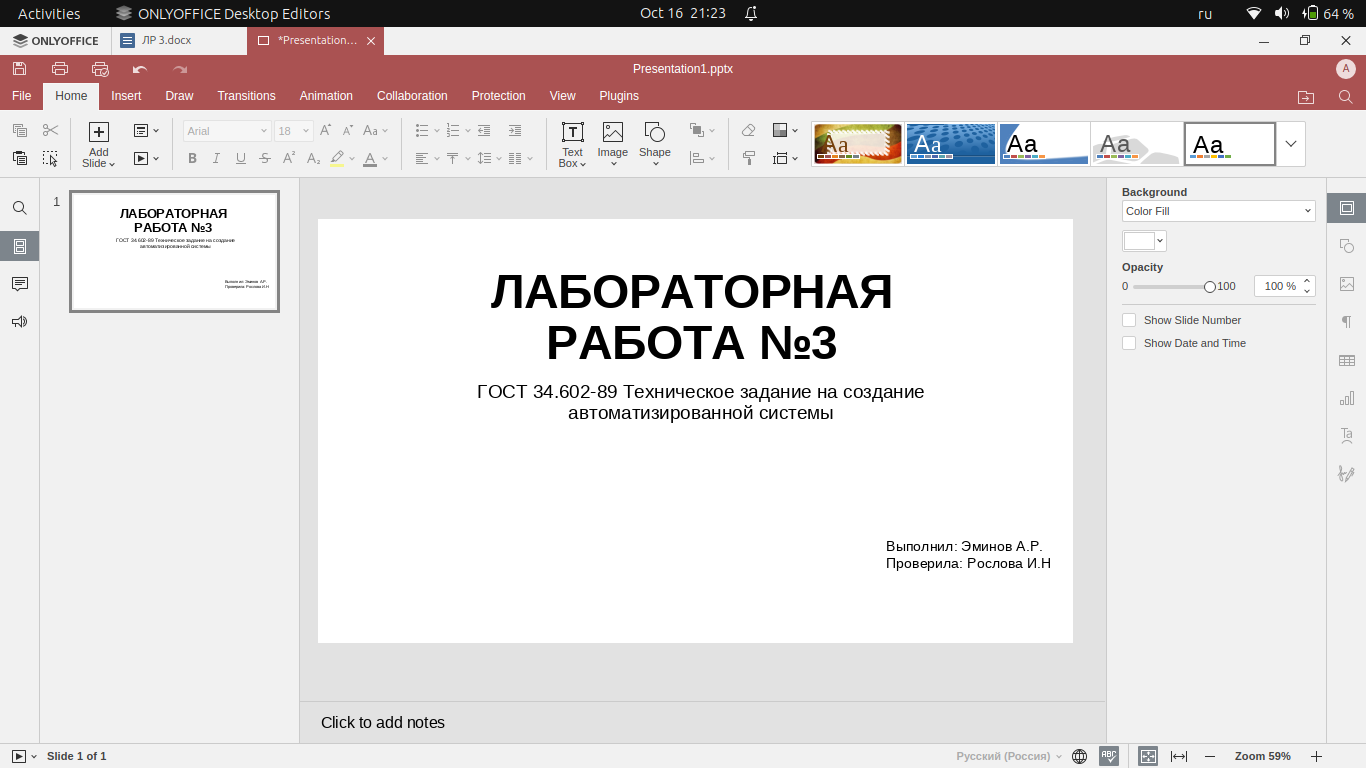 Activities
ONLYOFFICE Desktop Editors
Oct 16 21:23
ru
64 %
ONLYOFFICE
ЛР 3.docx
*Presentation...
Presentation1.pptx
A
File
Home
Insert
Draw
Transitions
Animation
Collaboration
Protection
View
Plugins
Add
Slide
Arial
18
Text
Box
Image
Shape
Aa
Aa
Aa
Aa
Aa
1
ЛАБОРАТОРНАЯ
РАБОТА №3
ГОСТ 34.602-89 Техническое задание на создание
автоматизированной системы
Выполнил: Эминов А.Р.
Проверила: Рослова И.Н
ЛАБОРАТОРНАЯ
РАБОТА №3
ГОСТ 34.602-89 Техническое задание на создание
автоматизированной системы
Выполнил: Эминов А.Р.
Проверила: Рослова И.Н
Background
Color Fill
Opacity
0
100
100 %
Show Slide Number
Show Date and Time
Click to add notes
Slide 1 of 1
Русский (Россия)
Zoom 59%